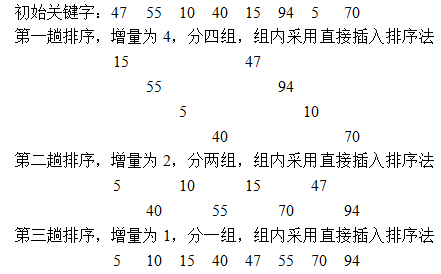 初始关键字：47 55 10 40 15 94 5 70
第一趟排序，增量为 4，分四组，组内采用直接插入排序法
15 47
55 94
5 10
40 70
第二趟排序，增量为 2，分两组，组内采用直接插入排序法
5 10 15 47
40 55 70 94
第三趟排序，增量为 1，分一组，组内采用直接插入排序法
5 10 15 40 47 55 70 94